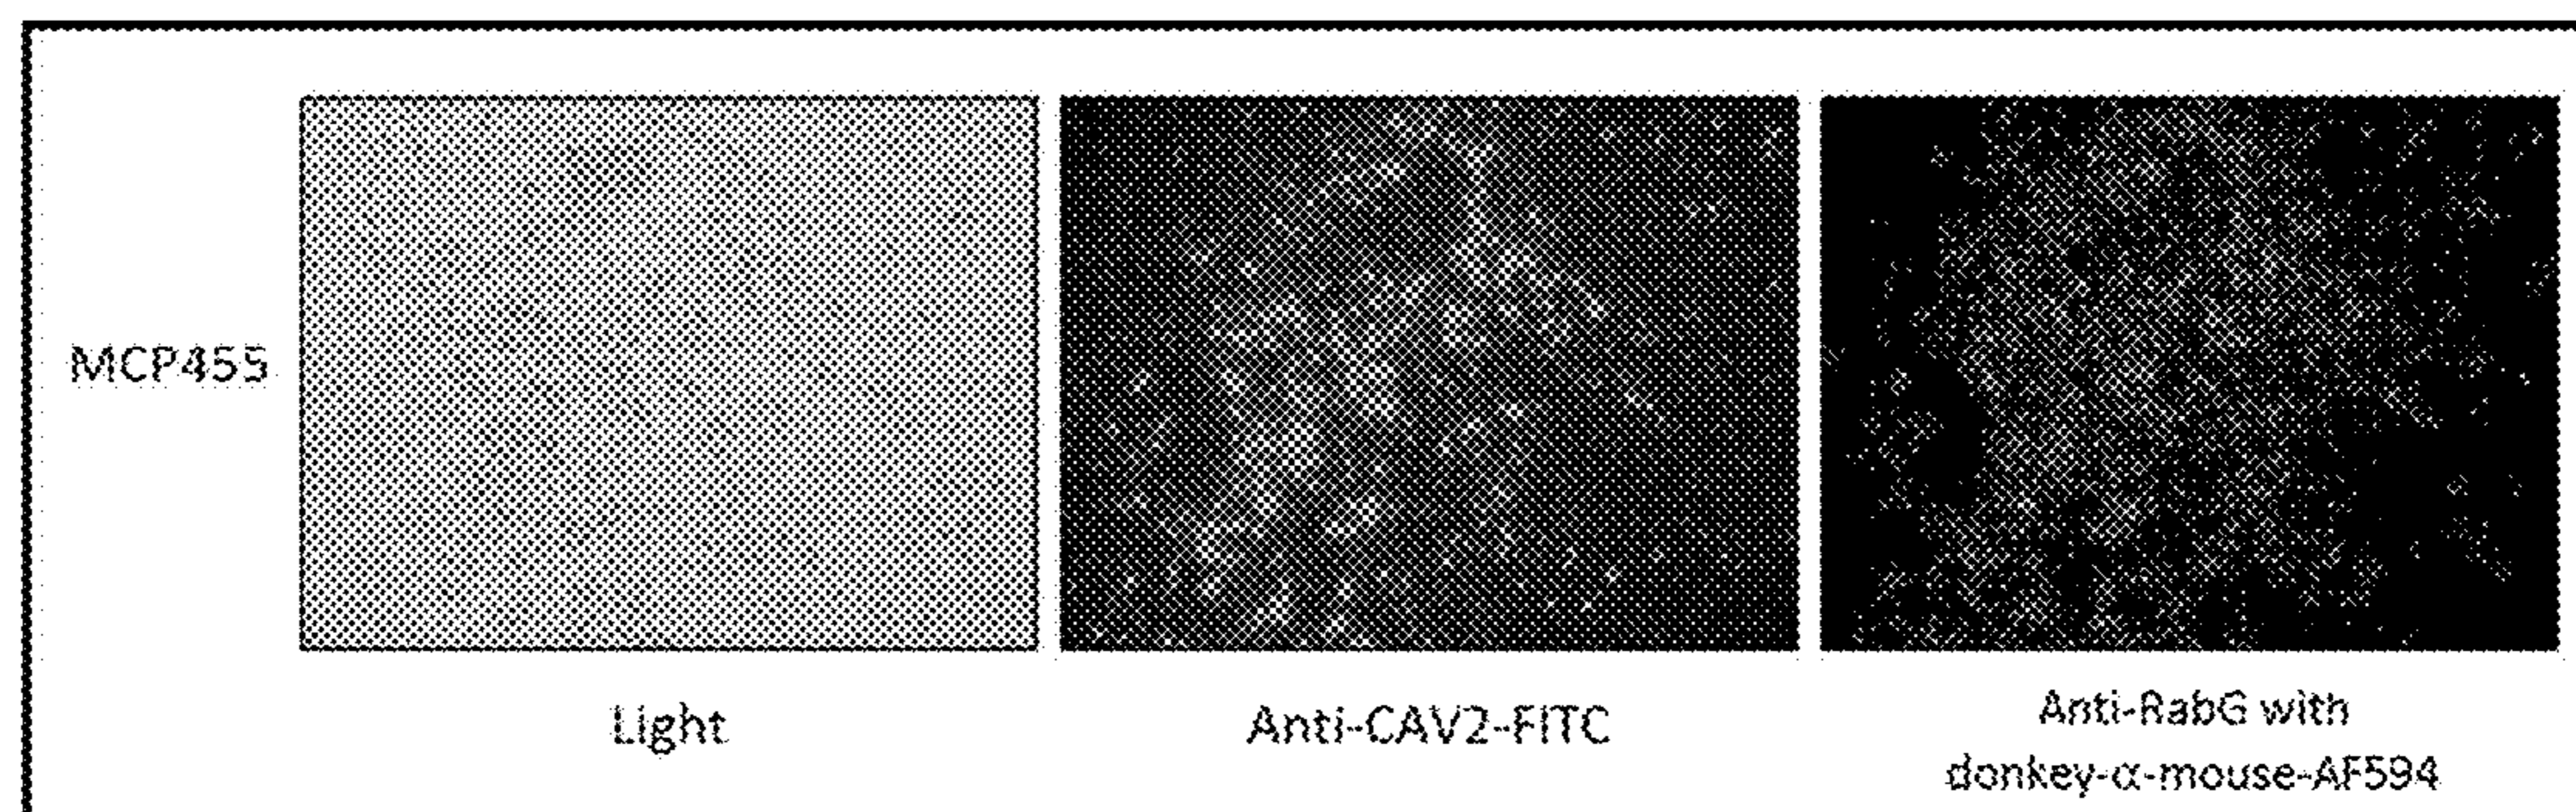 MCP455
Light
Anti-CAV2-FITC
Anti-RabG with
donkey-α-mouse-AF594